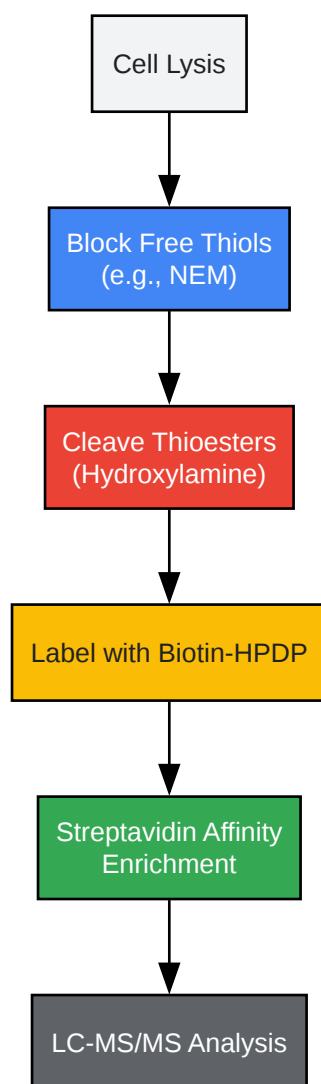 Cell Lysis
Block Free Thiols
(e.g., NEM)
Cleave Thioesters
(Hydroxylamine)
Label with Biotin-HPDP
Streptavidin Affinity
Enrichment
LC-MS/MS Analysis